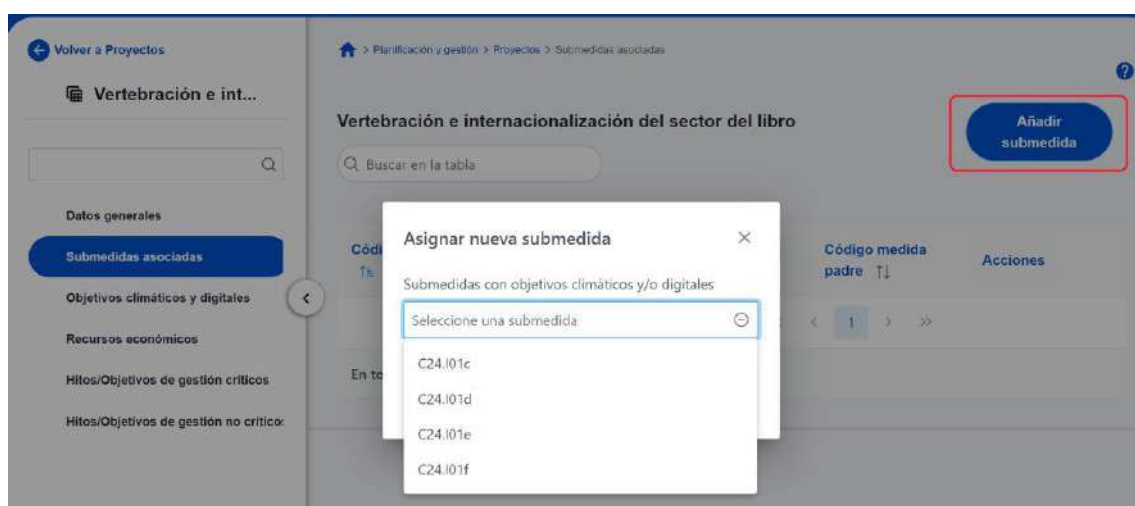 Volver a Proyectos
> Planificación y gestión > Proyectos > Submedidas asociadas
Vertebración e int...
Vertebración e internacionalización del sector del libro
Añadir
submedida
Buscar en la tabla
Datos generales
Submedidas asociadas
Objetivos climáticos y digitales
Recursos económicos
Hitos/Objetivos de gestión críticos
Hitos/Objetivos de gestión no crítico
Asignar nueva submedida
Submedidas con objetivos climáticos y/o digitales
Seleccione una submedida
C24.I01c
C24.I01d
C24.I01e
C24.I01f
Código medida
padre
Acciones
< 1 > >>